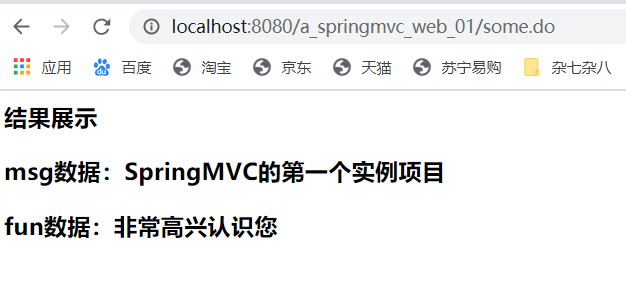 localhost:8080/a_springmvc_web_01/some.do
应用 百度 淘宝 京东 天猫 苏宁易购 杂七杂八
结果展示
msg数据：SpringMVC的第一个实例项目
fun数据：非常高兴认识您